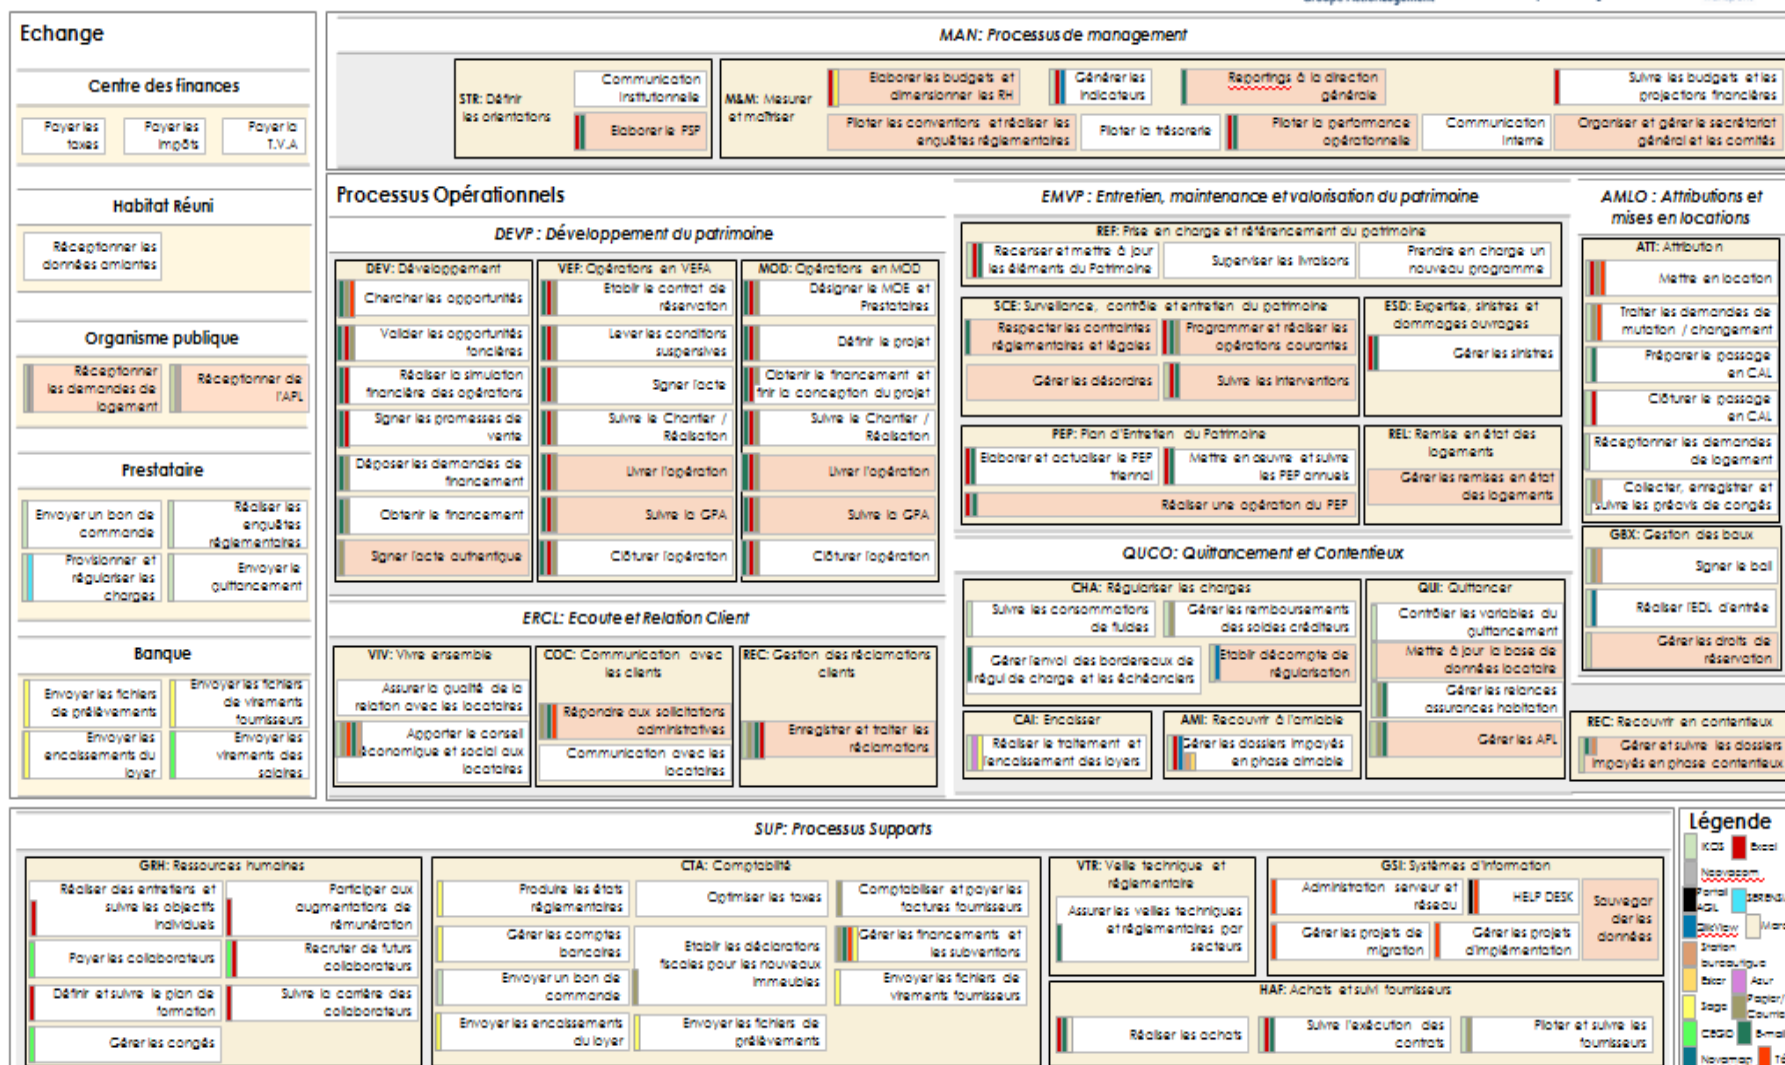 Echange
Centre des finances
Payer les
taxes
Payer les
impôts
Payer la
T.V.A
Habitat Réuni
Réceptionner les
données amiantes
Organisme publique
Réceptionner
les demandes de
logement
Réceptionner de
l'APL
Prestataire
Envoyer un bon de
commande
Réaliser les
enquêtes
réglementaires
Provisionner et
régulariser les
charges
Envoyer le
quittancement
Banque
Envoyer les fichiers
de prélèvements
Envoyer les fichiers
de virements
fournisseurs
Envoyer les
encaissements du
loyer
Envoyer les
virements des
salaires
MAN: Processus de management
STR: Définir
les orientations
Communication
Institutionnelle
Elaborer le PSP
M&M: Mesurer
et maîtriser
Elaborer les budgets et
dimensionner les RH
Générer les
indicateurs
Reportings à la direction
générale
Suivre les budgets et les
projections financières
Piloter les conventions et réaliser les
enquêtes réglementaires
Piloter la trésorerie
Piloter la performance
opérationnelle
Communication
Interne
Organiser et gérer le secrétariat
général et les comités
Processus Opérationnels
DEVP : Développement du patrimoine
DEV: Développement
Chercher les opportunités
Valider les opportunités
foncières
Réaliser la simulation
financière des opérations
Signer les promesses de
vente
Déposer les demandes de
financement
Obtenir le financement
Signer l'acte authentique
VEF: Opérations en VEFA
Etablir le contrat de
réservation
Lever les conditions
suspensives
Signer l'acte
Suivre le Chantier /
Réalisation
Livrer l'opération
Suivre la GPA
Clôturer l'opération
MOD: Opérations en MOD
Désigner le MOE et
Prestataires
Définir le projet
Obtenir le financement et
finir la conception du projet
Suivre le Chantier /
Réalisation
Livrer l'opération
Suivre la GPA
Clôturer l'opération
ERCL: Ecoute et Relation Client
VIV: Vivre ensemble
Assurer la qualité de la
relation avec les locataires
Apporter le conseil
économique et social aux
locataires
COC: Communication avec
les clients
Répondre aux solicitations
administratives
Communication avec les
locataires
REC: Gestion des réclamations
clients
Enregistrer et traiter les
réclamations
EMVP : Entretien, maintenance et valorisation du patrimoine
REF: Prise en charge et référencement du patrimoine
Recenser et mettre à jour
les éléments du Patrimoine
Superviser les livraisons
Prendre en charge un
nouveau programme
SCE: Surveillance, contrôle et entretien du patrimoine
Respecter les contraintes
réglementaires et légales
Programmer et réaliser les
opérations courantes
Gérer les désordres
Suivre les interventions
ESD: Expertise, sinistres et
dommages ouvrages
Gérer les sinistres
PEP: Plan d'Entretien du Patrimoine
Elaborer et actualiser le PEP
triennal
Mettre en œuvre et suivre
les PEP annuels
Réaliser une opération du PEP
REL: Remise en état des
logements
Gérer les remises en état
des logements
QUCO: Quittancement et Contentieux
CHA: Régulariser les charges
Suivre les consommations
de fluides
Gérer les remboursements
des soldes créditeurs
Gérer l'envoi des bordereaux de
régul de charge et les échéanciers
Etablir décompte de
régularisation
QUI: Quittancer
Contrôler les variables du
quittancement
Mettre à jour la base de
données locataire
Gérer les relances
assurances habitation
Gérer les APL
CAI: Encaisser
Réaliser le traitement et
l'encaissement des loyers
AMI: Recouvrir à l'amiable
Gérer les dossiers impayés
en phase aimable
AMLO : Attributions et
mises en locations
ATT: Attribution
Mettre en location
Traiter les demandes de
mutation / changement
Préparer le passage
en CAL
Clôturer le passage
en CAL
Réceptionner les demandes
de logement
Collecter, enregistrer et
suivre les préavis de congés
GBX: Gestion des baux
Signer le bail
Réaliser l'EDL d'entrée
Gérer les droits de
réservation
REC: Recouvrir en contentieux
Gérer et suivre les dossiers
impayés en phase contentieux
SUP: Processus Supports
GRH: Ressources humaines
Réaliser des entretiens et
suivre les objectifs
individuels
Participer aux
augmentations de
rémunération
Payer les collaborateurs
Recruter de futurs
collaborateurs
Définir et suivre le plan de
formation
Suivre la carrière des
collaborateurs
Gérer les congés
CTA: Comptabilité
Produire les états
réglementaires
Optimiser les taxes
Comptabiliser et payer les
factures fournisseurs
Gérer les comptes
bancaires
Etablir les déclarations
fiscales pour les nouveaux
immeubles
Gérer les financements et
les subventions
Envoyer un bon de
commande
Envoyer les fichiers de
virements fournisseurs
Envoyer les encaissements
du loyer
Envoyer les fichiers de
prélèvements
VTR: Veille technique et
réglementaire
Assurer les veilles techniques
et réglementaires par
secteurs
GSI: Systèmes d'information
Administration serveur et
réseau
HELP DESK
Sauvegar
der les
données
Gérer les projets de
migration
Gérer les projets
d'implémentation
HAF: Achats et suivi fournisseurs
Réaliser les achats
Suivre l'exécution des
contrats
Piloter et suivre les
fournisseurs
Légende
Excel
Portail
Station
bureautique
Azur
Sage
Papier/
CEGID
Novamap